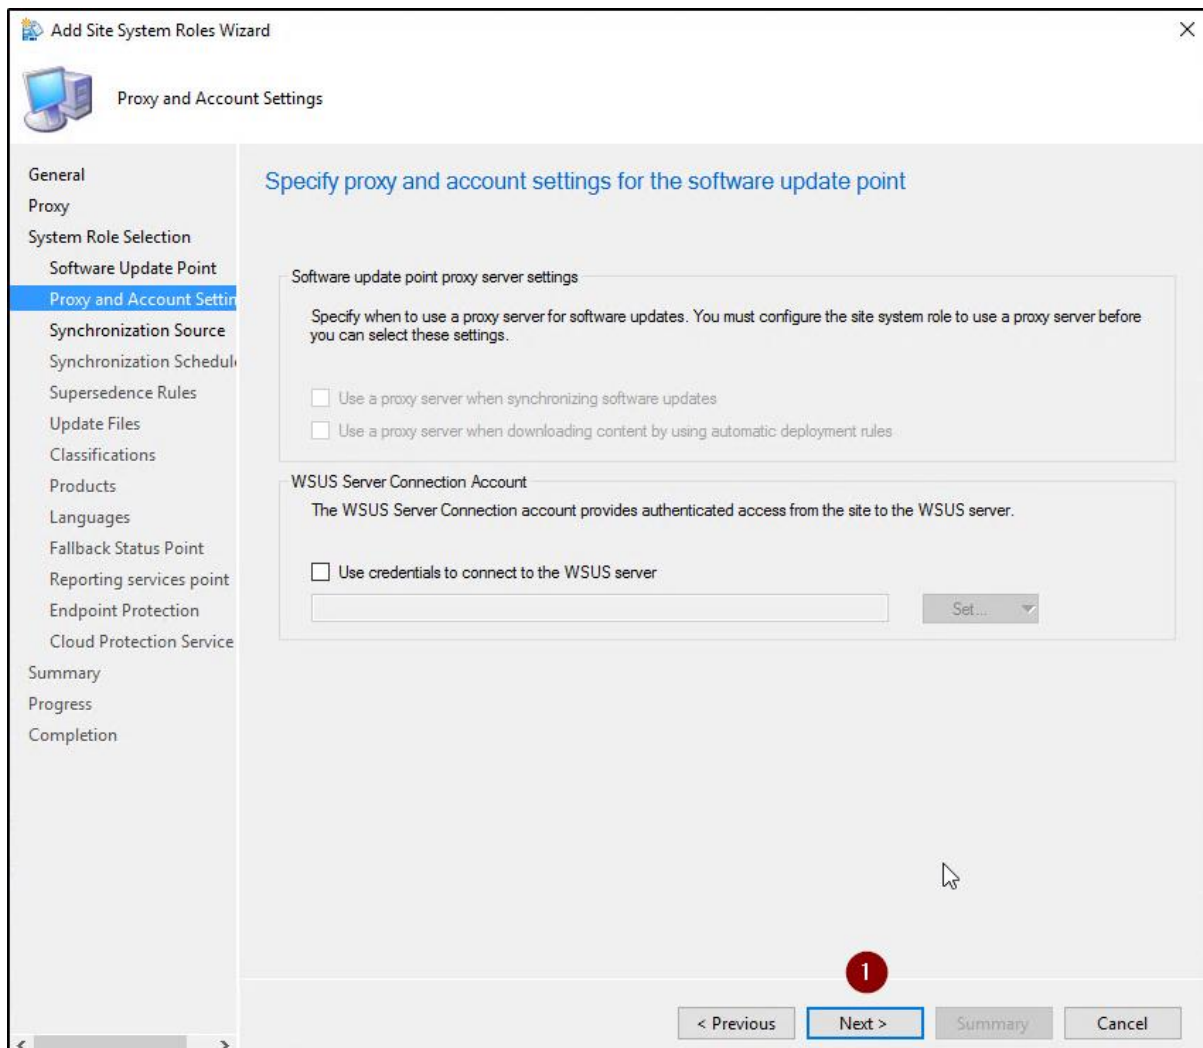 Add Site System Roles Wizard
Proxy and Account Settings
General
Proxy
System Role Selection
Software Update Point
Proxy and Account Settin
Synchronization Source
Synchronization Schedul
Supersedence Rules
Update Files
Classifications
Products
Languages
Fallback Status Point
Reporting services point
Endpoint Protection
Cloud Protection Service
Summary
Progress
Completion
Specify proxy and account settings for the software update point
Software update point proxy server settings
Specify when to use a proxy server for software updates. You must configure the site system role to use a proxy server before
you can select these settings.
Use a proxy server when synchronizing software updates
Use a proxy server when downloading content by using automatic deployment rules
WSUS Server Connection Account
The WSUS Server Connection account provides authenticated access from the site to the WSUS server.
Use credentials to connect to the WSUS server
Set...
1
< Previous
Next >
Summary
Cancel